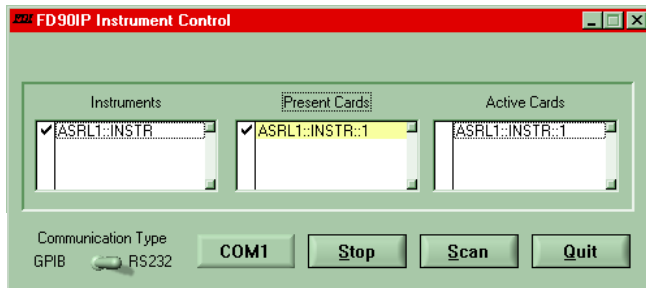 FD90IP Instrument Control
Instruments Present Cards Active Cards
ASRL1::INSTR ASRL1::INSTR::1 ASRL1::INSTR::1
Communication Type
GPIB RS232 COM1 Stop Scan Quit